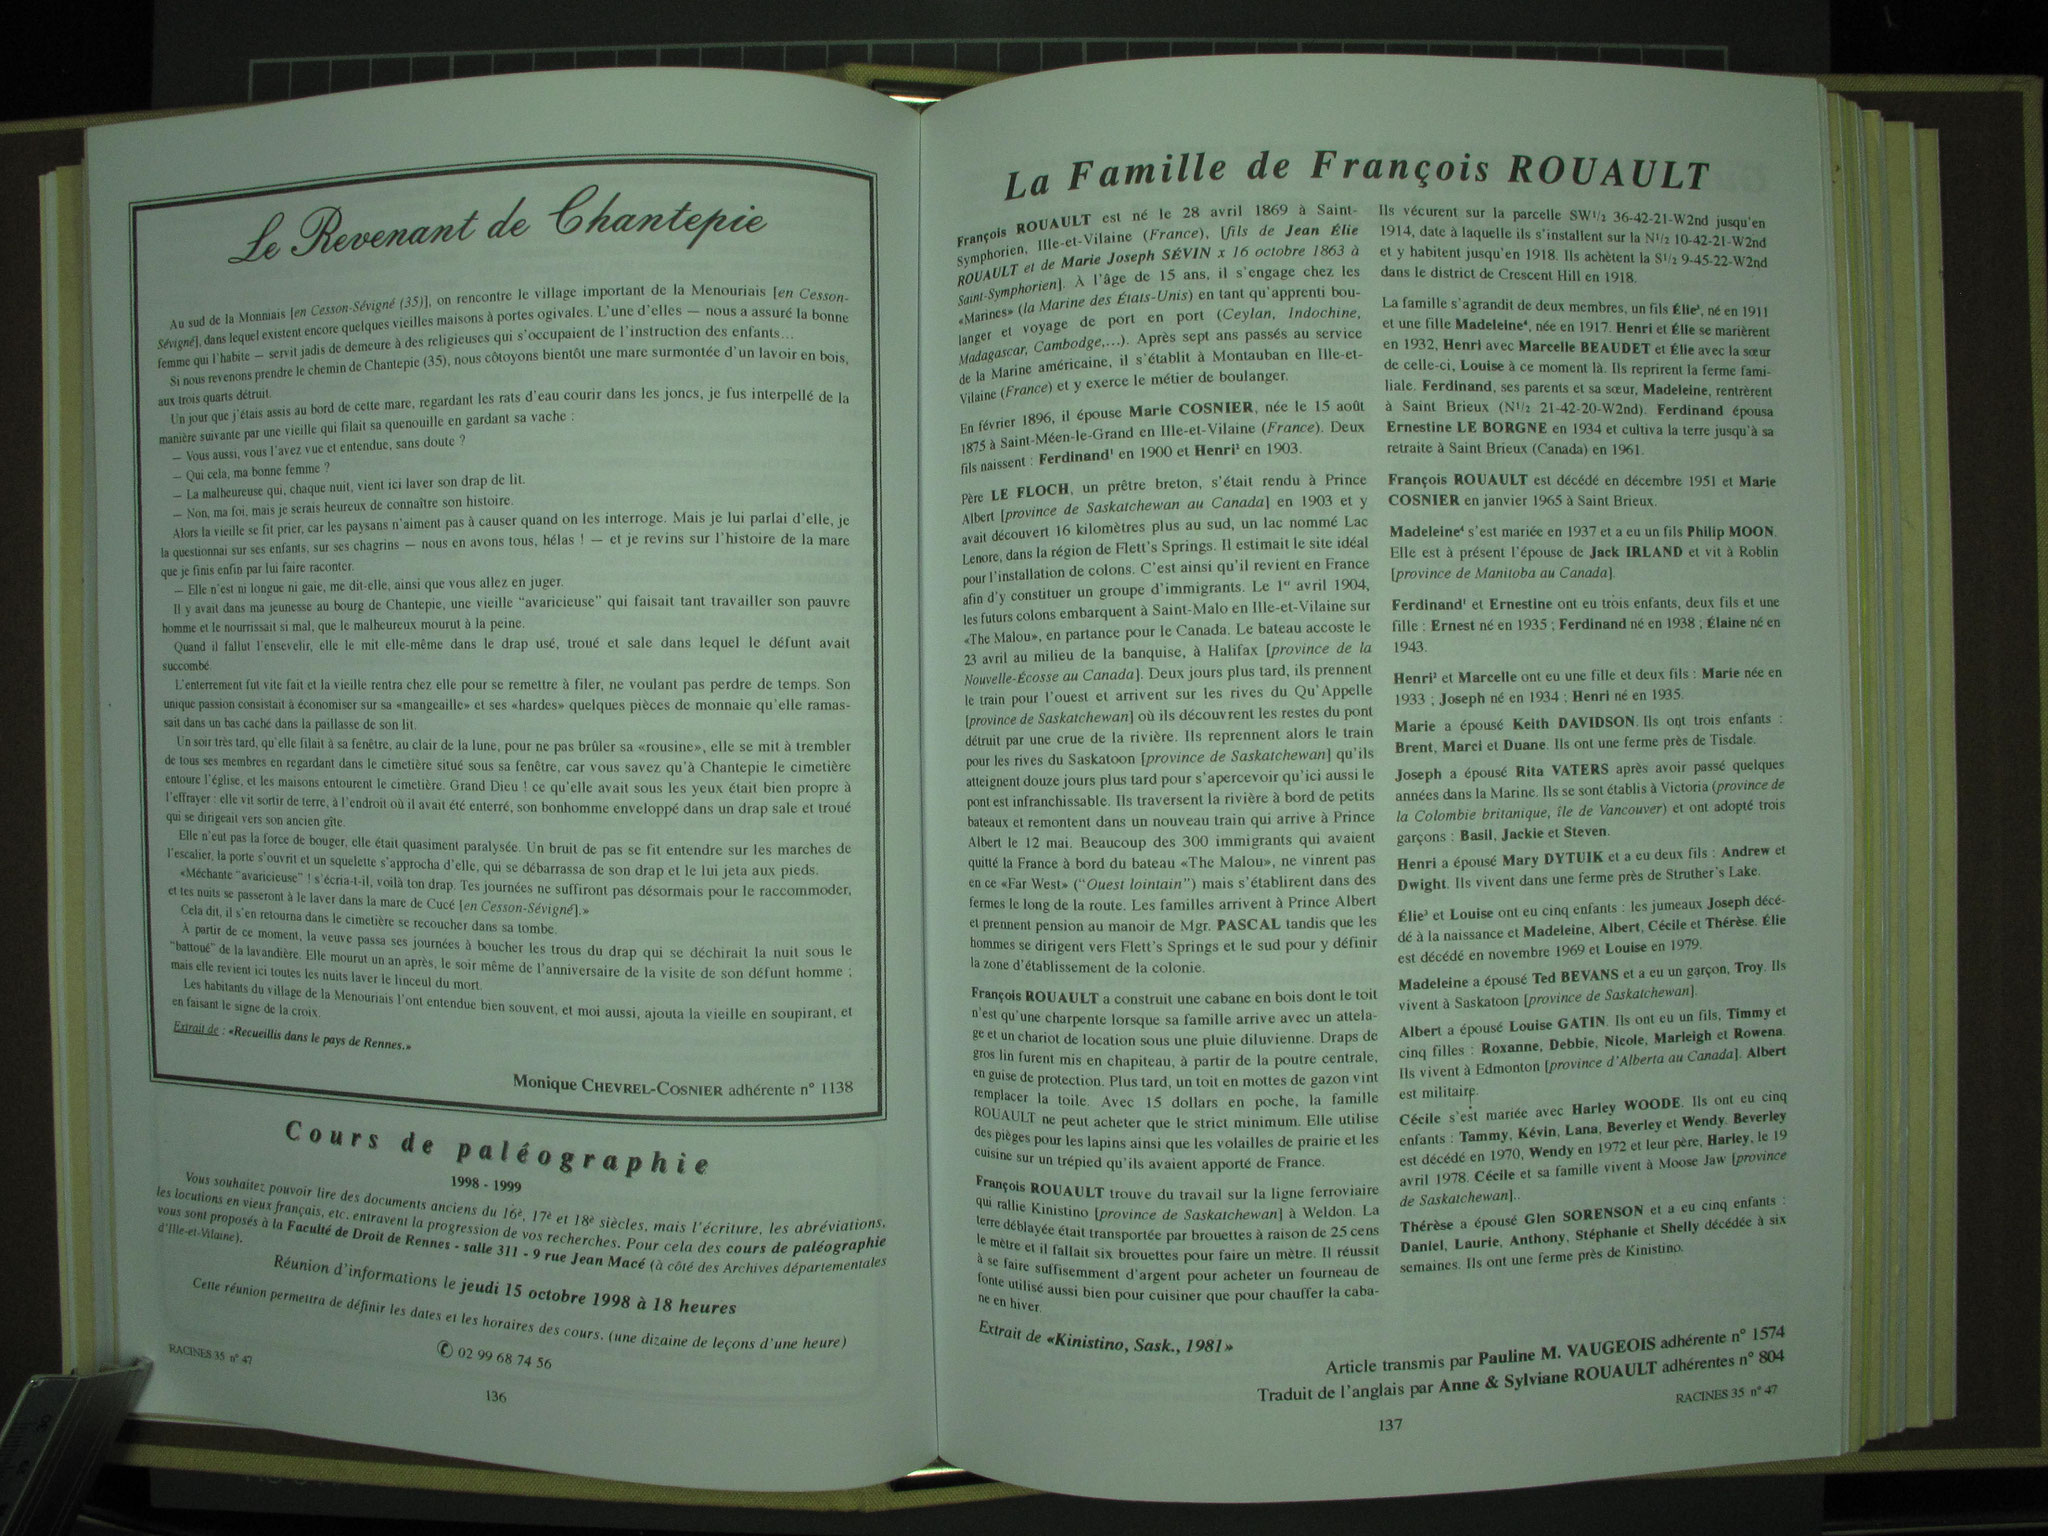 Le Revenant de Chantepie
Au sud de la Monniais [en Cesson-Sévigné (35)], on rencontre le village important de la Menouriais [en Cesson-
Sévigné], dans lequel existent encore quelques vieilles maisons à portes ogivales. L'une d'elles — nous a assuré la bonne
femme qui l'habite — servit jadis de demeure à des religieuses qui s'occupaient de l'instruction des enfants…
Si nous revenons prendre le chemin de Chantepie (35), nous côtoyons bientôt une mare surmontée d'un lavoir en bois,
aux trois quarts détruit.
Un jour que j'étais assis au bord de cette mare, regardant les rats d'eau courir dans les joncs, je fus interpellé de la
manière suivante par une vieille qui filait sa quenouille en gardant sa vache :
— Vous aussi, vous l'avez vue et entendue, sans doute ?
— Qui cela, ma bonne femme ?
— La malheureuse qui, chaque nuit, vient ici laver son drap de lit.
— Non, ma foi, mais je serais heureux de connaître son histoire.
Alors la vieille se fit prier, car les paysans n'aiment pas à causer quand on les interroge. Mais je lui parlai d'elle, je
la questionnai sur ses enfants, sur ses chagrins — nous en avons tous, hélas ! — et je revins sur l'histoire de la mare
que je finis enfin par lui faire raconter.
— Elle n'est ni longue ni gaie, me dit-elle, ainsi que vous allez en juger.
Il y avait dans ma jeunesse au bourg de Chantepie, une vieille "avaricieuse" qui faisait tant travailler son pauvre
homme et le nourrissait si mal, que le malheureux mourut à la peine.
Quand il fallut l'ensevelir, elle le mit elle-même dans le drap usé, troué et sale dans lequel le défunt avait
succombé.
L'enterrement fut vite fait et la vieille rentra chez elle pour se remettre à filer, ne voulant pas perdre de temps. Son
unique passion consistait à économiser sur sa «mangeaille» et ses «hardes» quelques pièces de monnaie qu'elle ramas-
sait dans un bas caché dans la paillasse de son lit.
Un soir très tard, qu'elle filait à sa fenêtre, au clair de la lune, pour ne pas brûler sa «rousine», elle se mit à trembler
de tous ses membres en regardant dans le cimetière situé sous sa fenêtre, car vous savez qu'à Chantepie le cimetière
entoure l'église, et les maisons entourent le cimetière. Grand Dieu ! ce qu'elle avait sous les yeux était bien propre à
l'effrayer : elle vit sortir de terre, à l'endroit où il avait été enterré, son bonhomme enveloppé dans un drap sale et troué
qui se dirigeait vers son ancien gîte.
Elle n'eut pas la force de bouger, elle était quasiment paralysée. Un bruit de pas se fit entendre sur les marches de
l'escalier, la porte s'ouvrit et un squelette s'approcha d'elle, qui se débarrassa de son drap et le lui jeta aux pieds.
«Méchante "avaricieuse" ! s'écria-t-il, voilà ton drap. Tes journées ne suffiront pas désormais pour le raccommoder,
et tes nuits se passeront à le laver dans la mare de Cucé [en Cesson-Sévigné].»
Cela dit, il s'en retourna dans le cimetière se recoucher dans sa tombe.
À partir de ce moment, la veuve passa ses journées à boucher les trous du drap qui se déchirait la nuit sous le
"battoué" de la lavandière. Elle mourut un an après, le soir même de l'anniversaire de la visite de son défunt homme ;
mais elle revient ici toutes les nuits laver le linceul du mort.
Les habitants du village de la Menouriais l'ont entendue bien souvent, et moi aussi, ajouta la vieille en soupirant, et
en faisant le signe de la croix.
Extrait de : «Recueillis dans le pays de Rennes.»
Monique CHEVREL-COSNIER adhérente n° 1138
Cours de paléographie
1998 - 1999
Vous souhaitez pouvoir lire des documents anciens du 16è, 17è et 18è siècles, mais l'écriture, les abréviations,
les locutions en vieux français, etc. entravent la progression de vos recherches. Pour cela des cours de paléographie
vous sont proposés à la Faculté de Droit de Rennes - salle 311 - 9 rue Jean Macé (à côté des Archives départementales
d'Ille-et-Vilaine).
Réunion d'informations le jeudi 15 octobre 1998 à 18 heures
Cette réunion permettra de définir les dates et les horaires des cours. (une dizaine de leçons d'une heure)
✆ 02 99 68 74 56
RACINES 35 n° 47
136
La Famille de François ROUAULT
François ROUAULT est né le 28 avril 1869 à Saint-
Symphorien, Ille-et-Vilaine (France), [fils de Jean Élie
ROUAULT et de Marie Joseph SÉVIN x 16 octobre 1863 à
Saint-Symphorien]. À l'âge de 15 ans, il s'engage chez les
«Marines» (la Marine des États-Unis) en tant qu'apprenti bou-
langer et voyage de port en port (Ceylan, Indochine,
Madagascar, Cambodge,…). Après sept ans passés au service
de la Marine américaine, il s'établit à Montauban en Ille-et-
Vilaine (France) et y exerce le métier de boulanger.
En février 1896, il épouse Marie COSNIER, née le 15 août
1875 à Saint-Méen-le-Grand en Ille-et-Vilaine (France). Deux
fils naissent : Ferdinand¹ en 1900 et Henri² en 1903.
Père LE FLOCH, un prêtre breton, s'était rendu à Prince
Albert [province de Saskatchewan au Canada] en 1903 et y
avait découvert 16 kilomètres plus au sud, un lac nommé Lac
Lenore, dans la région de Flett's Springs. Il estimait le site idéal
pour l'installation de colons. C'est ainsi qu'il revient en France
afin d'y constituer un groupe d'immigrants. Le 1er avril 1904,
les futurs colons embarquent à Saint-Malo en Ille-et-Vilaine sur
«The Malou», en partance pour le Canada. Le bateau accoste le
23 avril au milieu de la banquise, à Halifax [province de la
Nouvelle-Écosse au Canada]. Deux jours plus tard, ils prennent
le train pour l'ouest et arrivent sur les rives du Qu'Appelle
[province de Saskatchewan] où ils découvrent les restes du pont
détruit par une crue de la rivière. Ils reprennent alors le train
pour les rives du Saskatoon [province de Saskatchewan] qu'ils
atteignent douze jours plus tard pour s'apercevoir qu'ici aussi le
pont est infranchissable. Ils traversent la rivière à bord de petits
bateaux et remontent dans un nouveau train qui arrive à Prince
Albert le 12 mai. Beaucoup des 300 immigrants qui avaient
quitté la France à bord du bateau «The Malou», ne vinrent pas
en ce «Far West» ("Ouest lointain") mais s'établirent dans des
fermes le long de la route. Les familles arrivent à Prince Albert
et prennent pension au manoir de Mgr. PASCAL tandis que les
hommes se dirigent vers Flett's Springs et le sud pour y définir
la zone d'établissement de la colonie.
François ROUAULT a construit une cabane en bois dont le toit
n'est qu'une charpente lorsque sa famille arrive avec un attela-
ge et un chariot de location sous une pluie diluvienne. Draps de
gros lin furent mis en chapiteau, à partir de la poutre centrale,
en guise de protection. Plus tard, un toit en mottes de gazon vint
remplacer la toile. Avec 15 dollars en poche, la famille
ROUAULT ne peut acheter que le strict minimum. Elle utilise
des pièges pour les lapins ainsi que les volailles de prairie et les
cuisine sur un trépied qu'ils avaient apporté de France.
François ROUAULT trouve du travail sur la ligne ferroviaire
qui rallie Kinistino [province de Saskatchewan] à Weldon. La
terre déblayée était transportée par brouettes à raison de 25 cens
le mètre et il fallait six brouettes pour faire un mètre. Il réussit
à se faire suffisemment d'argent pour acheter un fourneau de
fonte utilisé aussi bien pour cuisiner que pour chauffer la caba-
ne en hiver.
Extrait de «Kinistino, Sask., 1981»
Ils vécurent sur la parcelle SW1/2 36-42-21-W2nd jusqu'en
1914, date à laquelle ils s'installent sur la N1/2 10-42-21-W2nd
et y habitent jusqu'en 1918. Ils achètent la S1/2 9-45-22-W2nd
dans le district de Crescent Hill en 1918.
La famille s'agrandit de deux membres, un fils Élie³, né en 1911
et une fille Madeleine⁴, née en 1917. Henri et Élie se marièrent
en 1932, Henri avec Marcelle BEAUDET et Élie avec la sœur
de celle-ci, Louise à ce moment là. Ils reprirent la ferme fami-
liale. Ferdinand, ses parents et sa sœur, Madeleine, rentrèrent
à Saint Brieux (N1/2 21-42-20-W2nd). Ferdinand épousa
Ernestine LE BORGNE en 1934 et cultiva la terre jusqu'à sa
retraite à Saint Brieux (Canada) en 1961.
François ROUAULT est décédé en décembre 1951 et Marie
COSNIER en janvier 1965 à Saint Brieux.
Madeleine⁴ s'est mariée en 1937 et a eu un fils Philip MOON.
Elle est à présent l'épouse de Jack IRLAND et vit à Roblin
[province de Manitoba au Canada].
Ferdinand¹ et Ernestine ont eu trois enfants, deux fils et une
fille : Ernest né en 1935 ; Ferdinand né en 1938 ; Élaine né en
1943.
Henri² et Marcelle ont eu une fille et deux fils : Marie née en
1933 ; Joseph né en 1934 ; Henri né en 1935.
Marie a épousé Keith DAVIDSON. Ils ont trois enfants :
Brent, Marci et Duane. Ils ont une ferme près de Tisdale.
Joseph a épousé Rita VATERS après avoir passé quelques
années dans la Marine. Ils se sont établis à Victoria (province de
la Colombie britanique, île de Vancouver) et ont adopté trois
garçons : Basil, Jackie et Steven.
Henri a épousé Mary DYTUIK et a eu deux fils : Andrew et
Dwight. Ils vivent dans une ferme près de Struther's Lake.
Élie³ et Louise ont eu cinq enfants : les jumeaux Joseph décé-
dé à la naissance et Madeleine, Albert, Cécile et Thérèse. Élie
est décédé en novembre 1969 et Louise en 1979.
Madeleine a épousé Ted BEVANS et a eu un garçon, Troy. Ils
vivent à Saskatoon [province de Saskatchewan].
Albert a épousé Louise GATIN. Ils ont eu un fils, Timmy et
cinq filles : Roxanne, Debbie, Nicole, Marleigh et Rowena.
Ils vivent à Edmonton [province d'Alberta au Canada]. Albert
est militaire.
Cécile s'est mariée avec Harley WOODE. Ils ont eu cinq
enfants : Tammy, Kévin, Lana, Beverley et Wendy. Beverley
est décédé en 1970, Wendy en 1972 et leur père, Harley, le 19
avril 1978. Cécile et sa famille vivent à Moose Jaw [province
de Saskatchewan]..
Thérèse a épousé Glen SORENSON et a eu cinq enfants :
Daniel, Laurie, Anthony, Stéphanie et Shelly décédée à six
semaines. Ils ont une ferme près de Kinistino.
Article transmis par Pauline M. VAUGEOIS adhérente n° 1574
Traduit de l'anglais par Anne & Sylviane ROUAULT adhérentes n° 804
RACINES 35 n° 47
137